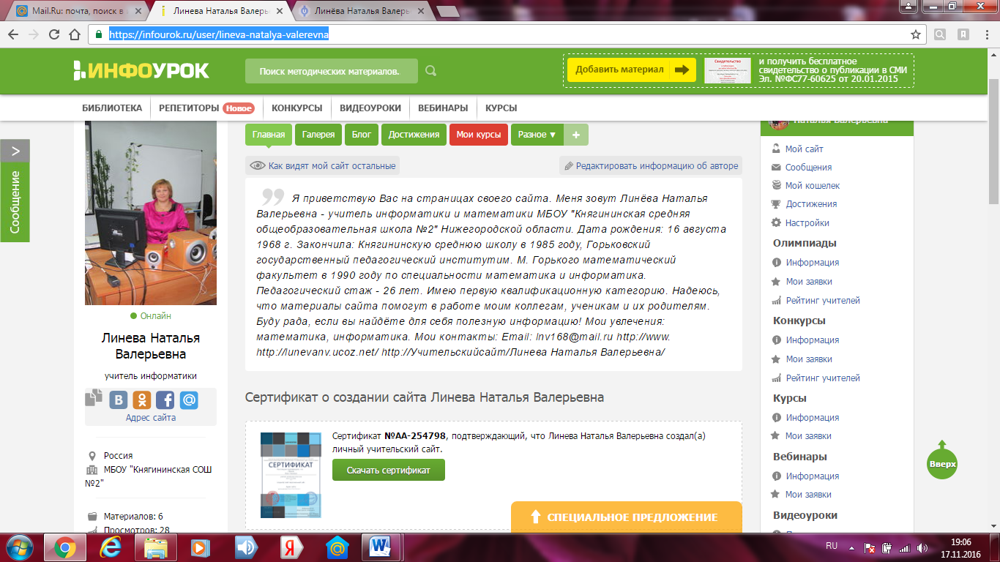 Mail.Ru: почта, поиск в
Линева Наталья Валерь
Линёва Наталья Валерь
https://infourok.ru/user/lineva-natalya-valerevna
ИНФОУРОК
Поиск методических материалов.
Добавить материал
и получить бесплатное
свидетельство о публикации в СМИ
Эл. №ФС77-60625 от 20.01.2015
БИБЛИОТЕКА
РЕПЕТИТОРЫ Новое
КОНКУРСЫ
ВИДЕОУРОКИ
ВЕБИНАРЫ
КУРСЫ
> Сообщение
Главная
Галерея
Блог
Достижения
Мои курсы
Разное ▼
+
Как видят мой сайт остальные
Редактировать информацию об авторе
Я приветствую Вас на страницах своего сайта. Меня зовут Линёва Наталья
Валерьевна - учитель информатики и математики МБОУ "Княгининская средняя
общеобразовательная школа №2" Нижегородской области. Дата рождения: 16 августа
1968 г. Закончила: Княгининскую среднюю школу в 1985 году, Горьковский
государственный педагогический институтим. М. Горького математический
факультет в 1990 году по специальности математика и информатика.
Педагогический стаж - 26 лет. Имею первую квалификационную категорию. Надеюсь,
что материалы сайта помогут в работе моим коллегам, ученикам и их родителям.
Буду рада, если вы найдёте для себя полезную информацию! Мои увлечения:
математика, информатика. Мои контакты: Email: lnv168@mail.ru http://www.
http://lunevanv.ucoz.net/ http://Учительскийсайт/Линева Наталья Валерьевна/
Онлайн
Линева Наталья
Валерьевна
учитель информатики
Адрес сайта
Россия
МБОУ "Княгининская СОШ
№2"
Материалов: 6
Просмотров: 28
Сертификат о создании сайта Линева Наталья Валерьевна
СЕРТИФИКАТ
Сертификат №АА-254798, подтверждающий, что Линева Наталья Валерьевна создал(а)
личный учительский сайт.
Скачать сертификат
СПЕЦИАЛЬНОЕ ПРЕДЛОЖЕНИЕ
Наталья Валерьевна
Мой сайт
Сообщения
Мой кошелек
Достижения
Настройки
Олимпиады
Информация
Мои заявки
Рейтинг учителей
Конкурсы
Информация
Мои заявки
Рейтинг учителей
Курсы
Информация
Мои заявки
Вебинары
Информация
Мои заявки
Видеоуроки
Вверх
RU
19:06
17.11.2016